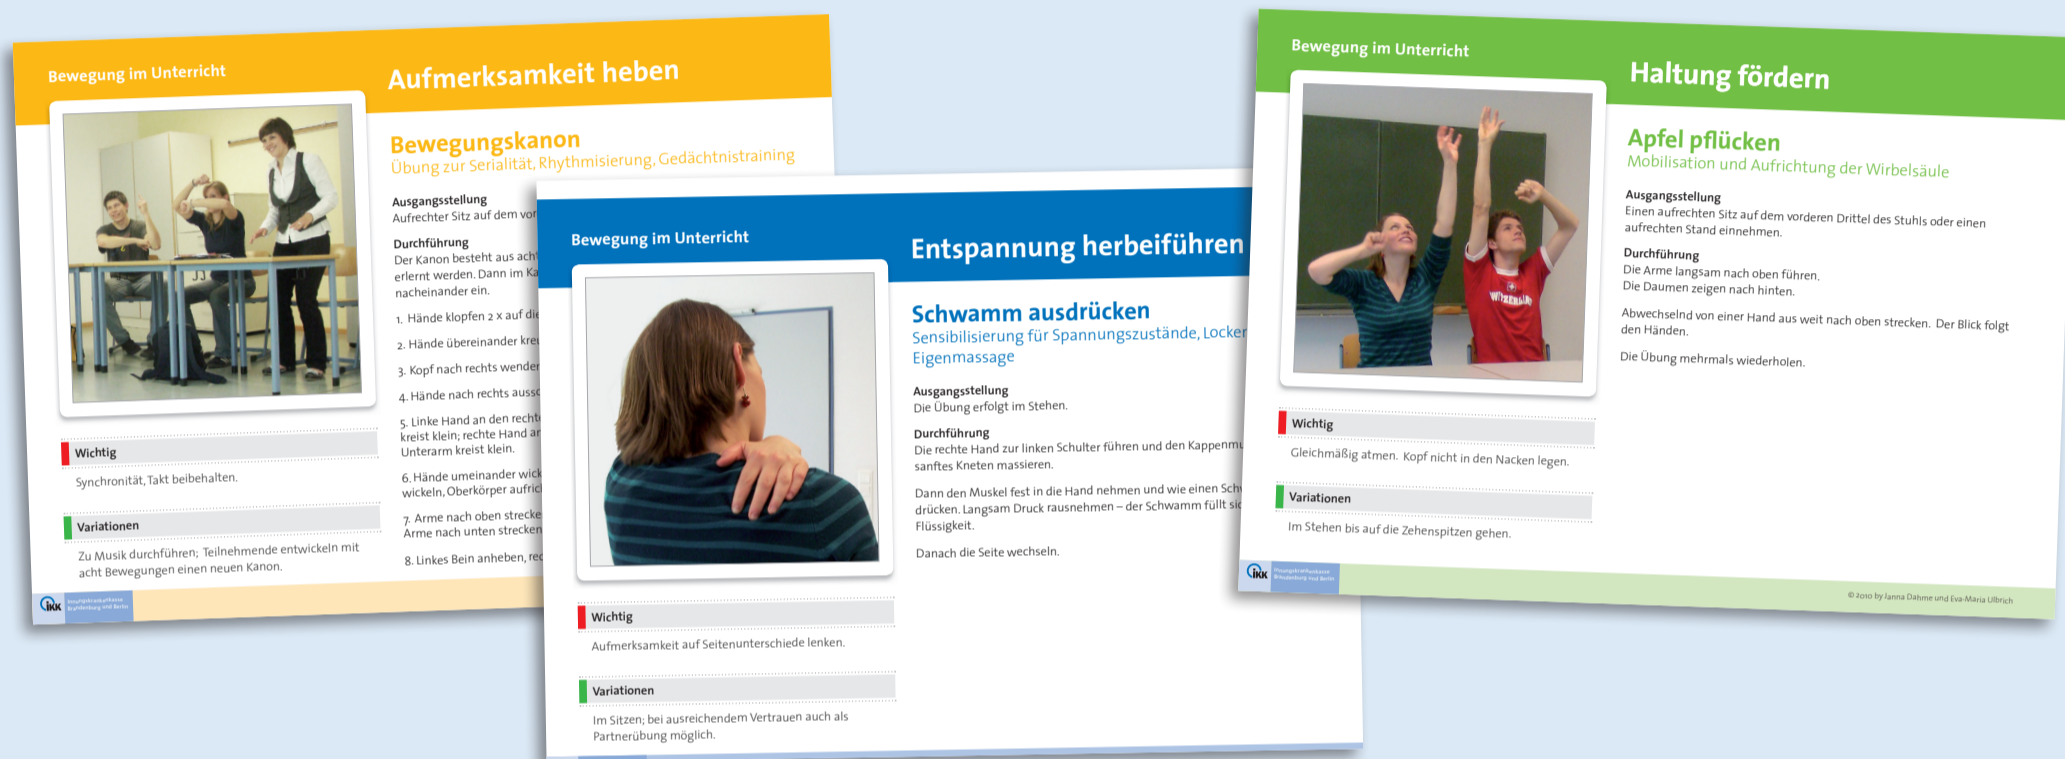 Bewegung im Unterricht
Aufmerksamkeit heben
Bewegungskanon
Übung zur Serialität, Rhythmisierung, Gedächtnistraining
Ausgangsstellung
Aufrechter Sitz auf dem
Durchführung
Der Kanon besteht aus
erlernt werden. Dann im
nacheinander ein.
1. Hände klopfen 2 x auf
2. Hände übereinander
3. Kopf nach rechts
4. Hände nach rechts
5. Linke Hand an den
kreist klein; rechte Hand
Unterarm kreist klein.
6. Hände umeinander
wickeln, Oberkörper
7. Arme nach oben
Arme nach unten strecken
8. Linkes Bein anheben,
Wichtig
Synchronität, Takt beibehalten.
Variationen
Zu Musik durchführen; Teilnehmende entwickeln mit
acht Bewegungen einen neuen Kanon.
IKK
Innungskrankenkasse
Brandenburg und Berlin
Bewegung im Unterricht
Entspannung herbeiführen
Schwamm ausdrücken
Sensibilisierung für Spannungszustände,
Eigenmassage
Ausgangsstellung
Die Übung erfolgt im Stehen.
Durchführung
Die rechte Hand zur linken Schulter führen und den
sanftes Kneten massieren.
Dann den Muskel fest in die Hand nehmen und wie einen
drücken. Langsam Druck rausnehmen – der Schwamm füllt
Flüssigkeit.
Danach die Seite wechseln.
Wichtig
Aufmerksamkeit auf Seitenunterschiede lenken.
Variationen
Im Sitzen; bei ausreichendem Vertrauen auch als
Partnerübung möglich.
Bewegung im Unterricht
Haltung fördern
Apfel pflücken
Mobilisation und Aufrichtung der Wirbelsäule
Ausgangsstellung
Einen aufrechten Sitz auf dem vorderen Drittel des Stuhls oder einen
aufrechten Stand einnehmen.
Durchführung
Die Arme langsam nach oben führen.
Die Daumen zeigen nach hinten.
Abwechselnd von einer Hand aus weit nach oben strecken. Der Blick folgt
den Händen.
Die Übung mehrmals wiederholen.
Wichtig
Gleichmäßig atmen. Kopf nicht in den Nacken legen.
Variationen
Im Stehen bis auf die Zehenspitzen gehen.
IKK
Innungskrankenkasse
Brandenburg und Berlin
© 2010 by Janna Dahme und Eva-Maria Ulbrich